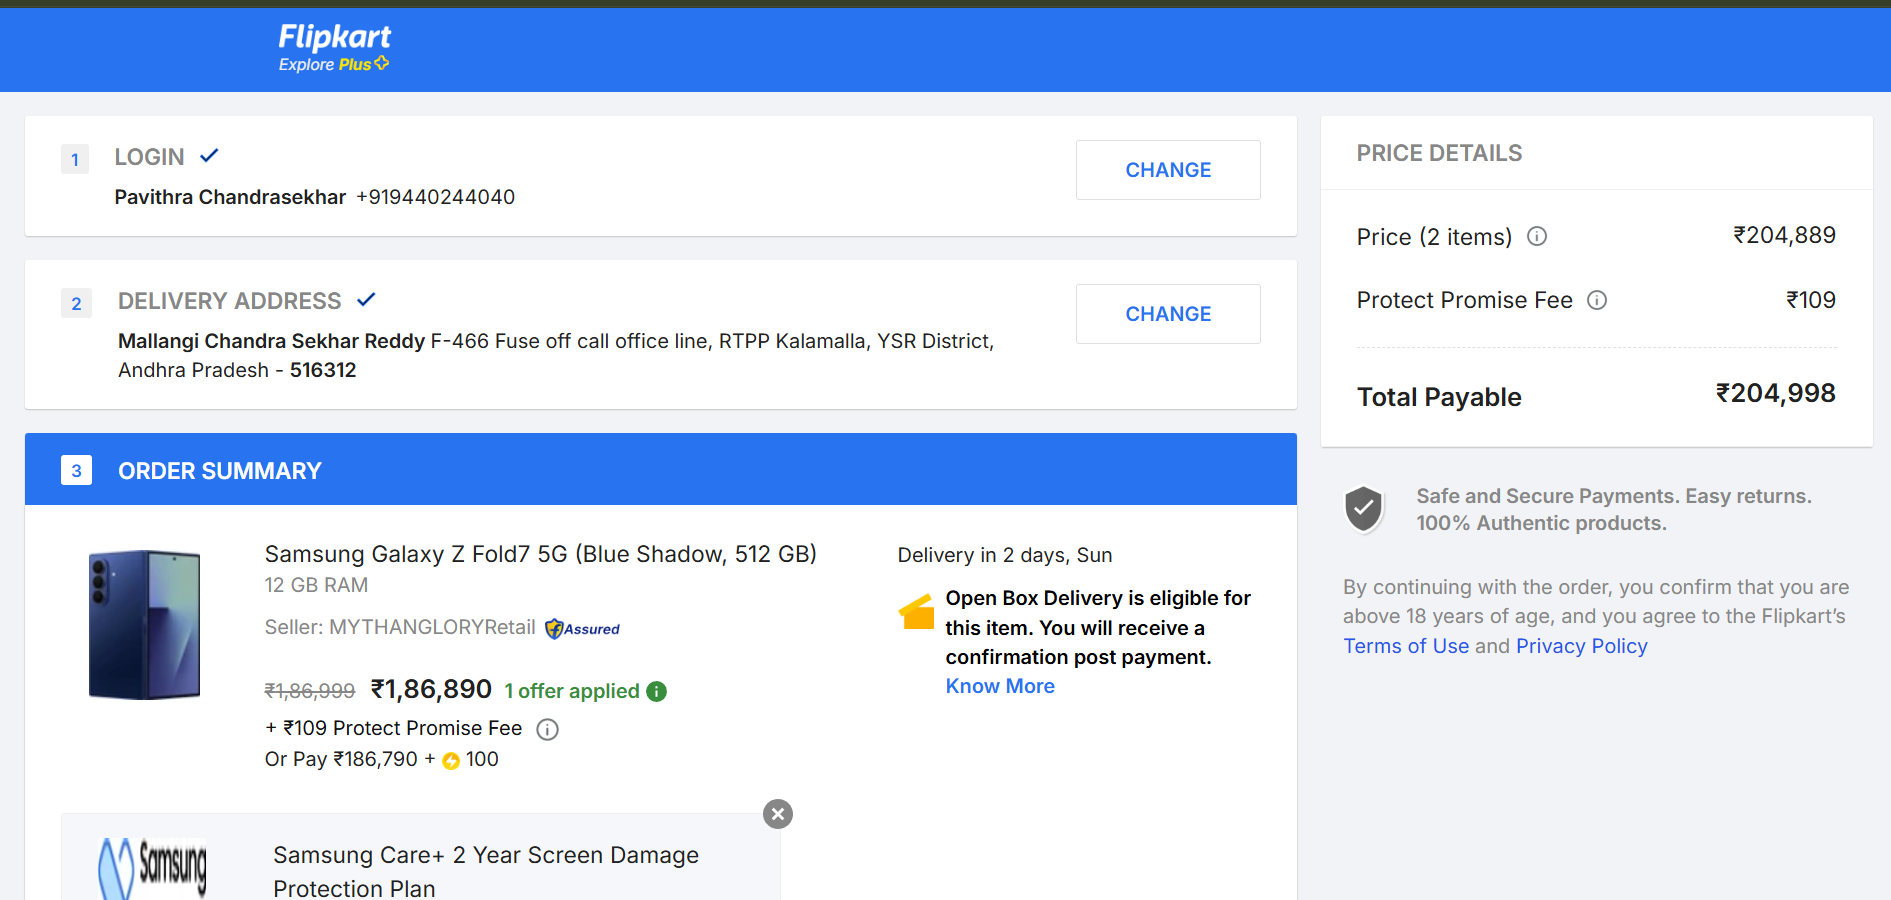 Flipkart
Explore Plus
1
LOGIN
Pavithra Chandrasekhar +919440244040
CHANGE
2
DELIVERY ADDRESS
Mallangi Chandra Sekhar Reddy F-466 Fuse off call office line, RTPP Kalamalla, YSR District,
Andhra Pradesh - 516312
CHANGE
3
ORDER SUMMARY
Samsung Galaxy Z Fold7 5G (Blue Shadow, 512 GB)
12 GB RAM
Seller: MYTHANGLORYRetail Assured
₹1,86,999 ₹1,86,890 1 offer applied
+ ₹109 Protect Promise Fee
Or Pay ₹186,790 + 100
Delivery in 2 days, Sun
Open Box Delivery is eligible for
this item. You will receive a
confirmation post payment.
Know More
Samsung
Samsung Care+ 2 Year Screen Damage
Protection Plan
PRICE DETAILS
Price (2 items) ₹204,889
Protect Promise Fee ₹109
Total Payable ₹204,998
Safe and Secure Payments. Easy returns.
100% Authentic products.
By continuing with the order, you confirm that you are
above 18 years of age, and you agree to the Flipkart's
Terms of Use and Privacy Policy